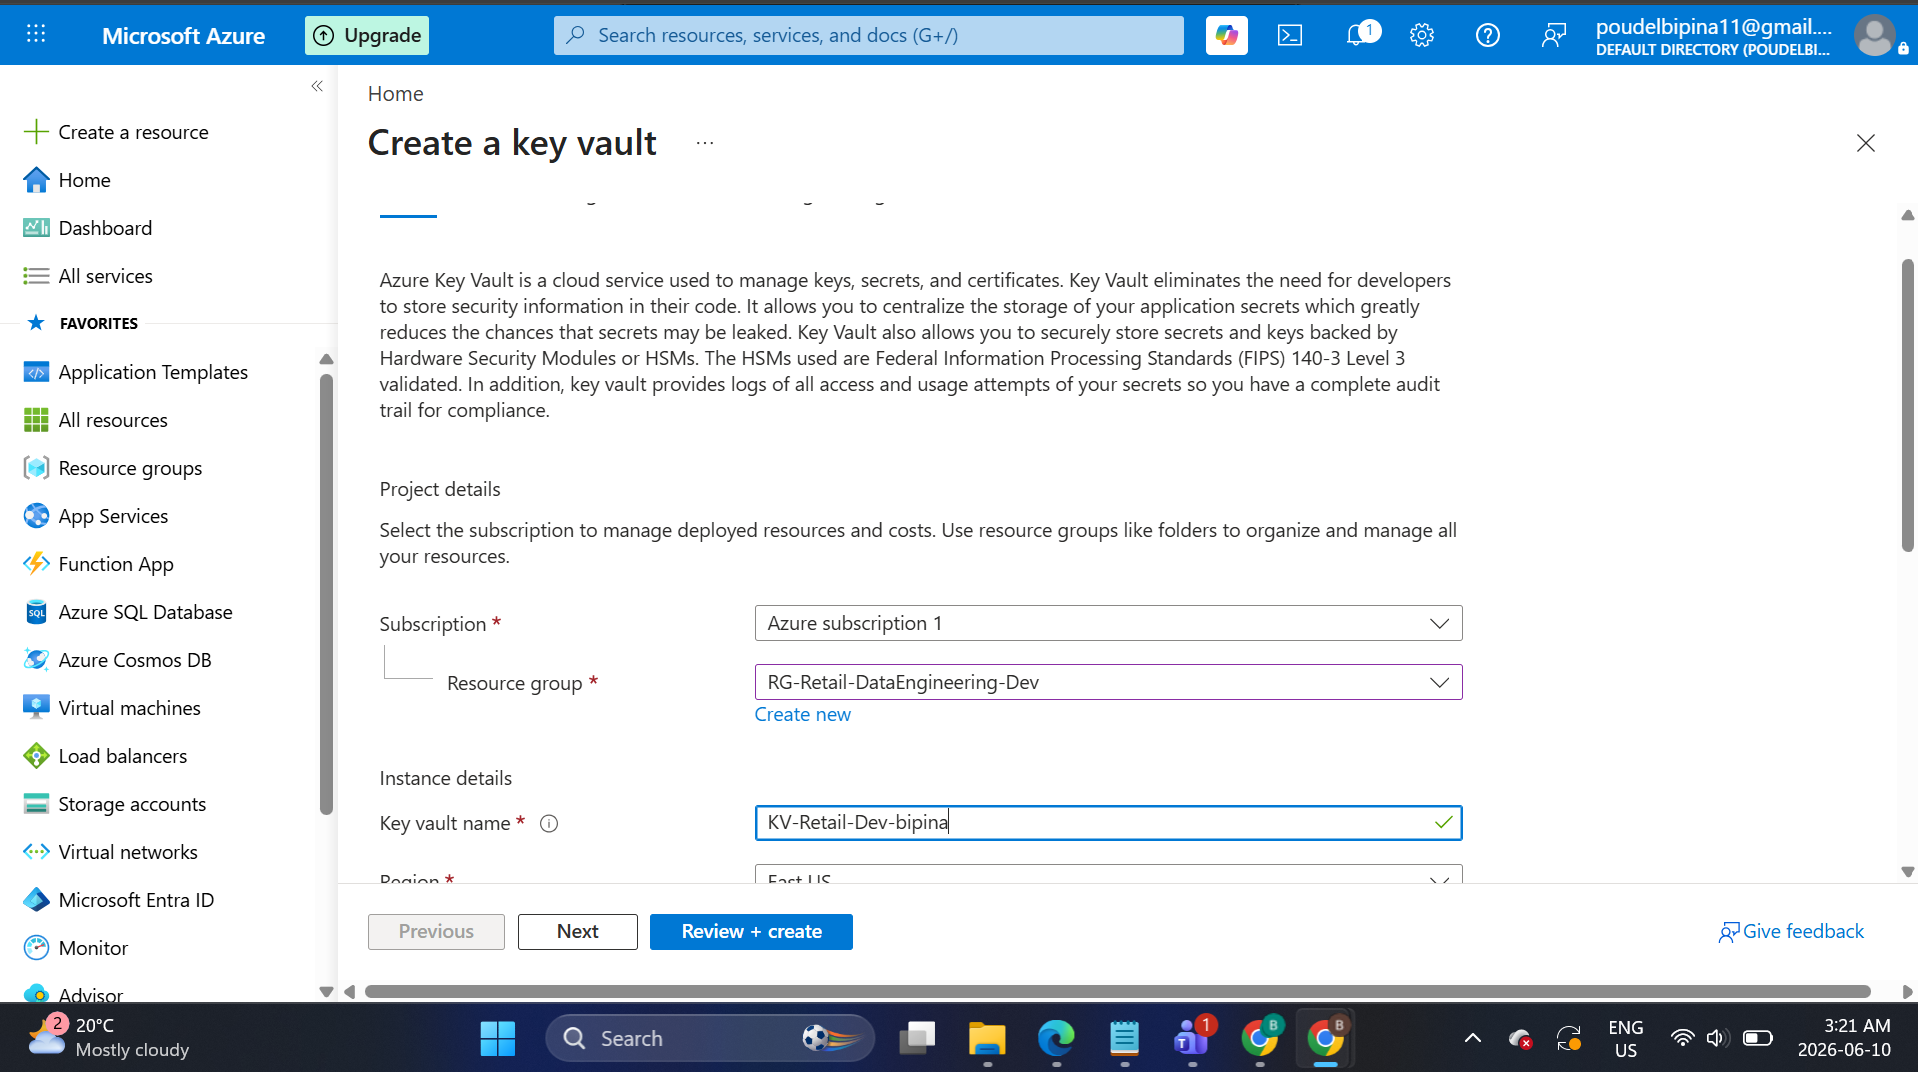 Microsoft Azure
Upgrade
Search resources, services, and docs (G+/)
1
poudelbipina11@gmail....
DEFAULT DIRECTORY (POUDELBI...
Create a resource
Home
Dashboard
All services
FAVORITES
Application Templates
All resources
Resource groups
App Services
Function App
SQL
Azure SQL Database
Azure Cosmos DB
Virtual machines
Load balancers
Storage accounts
Virtual networks
Microsoft Entra ID
Monitor
Advisor
Home
Create a key vault
...
Azure Key Vault is a cloud service used to manage keys, secrets, and certificates. Key Vault eliminates the need for developers
to store security information in their code. It allows you to centralize the storage of your application secrets which greatly
reduces the chances that secrets may be leaked. Key Vault also allows you to securely store secrets and keys backed by
Hardware Security Modules or HSMs. The HSMs used are Federal Information Processing Standards (FIPS) 140-3 Level 3
validated. In addition, key vault provides logs of all access and usage attempts of your secrets so you have a complete audit
trail for compliance.
Project details
Select the subscription to manage deployed resources and costs. Use resource groups like folders to organize and manage all
your resources.
Subscription *
Azure subscription 1
Resource group *
RG-Retail-DataEngineering-Dev
Create new
Instance details
Key vault name *
KV-Retail-Dev-bipina
Region *
East US
Previous
Next
Review + create
Give feedback
2
20°C
Mostly cloudy
Search
T
1
B
B
ENG
US
3:21 AM
2026-06-10